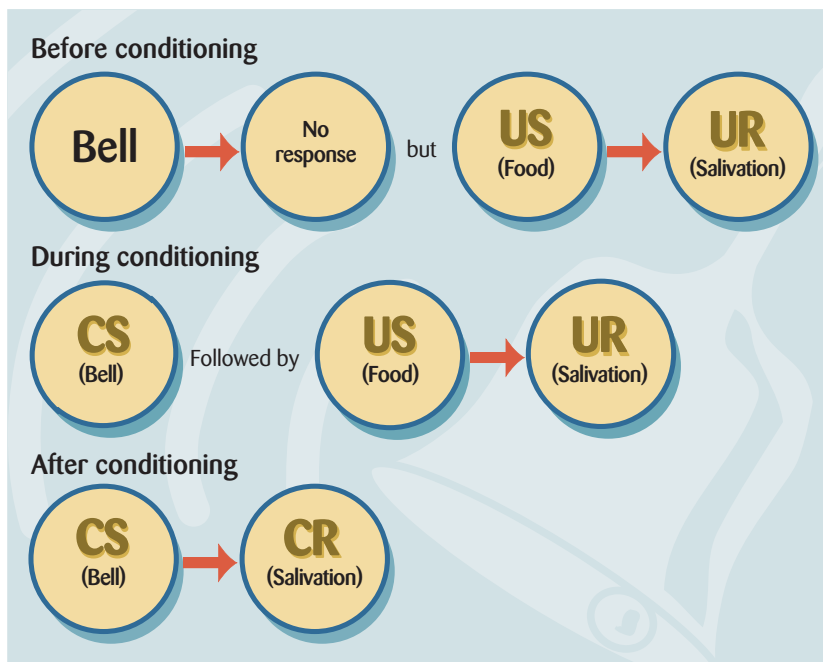 Before conditioning
Bell
No
response
but
US
(Food)
UR
(Salivation)
During conditioning
CS
(Bell)
Followed by
US
(Food)
UR
(Salivation)
After conditioning
CS
(Bell)
CR
(Salivation)